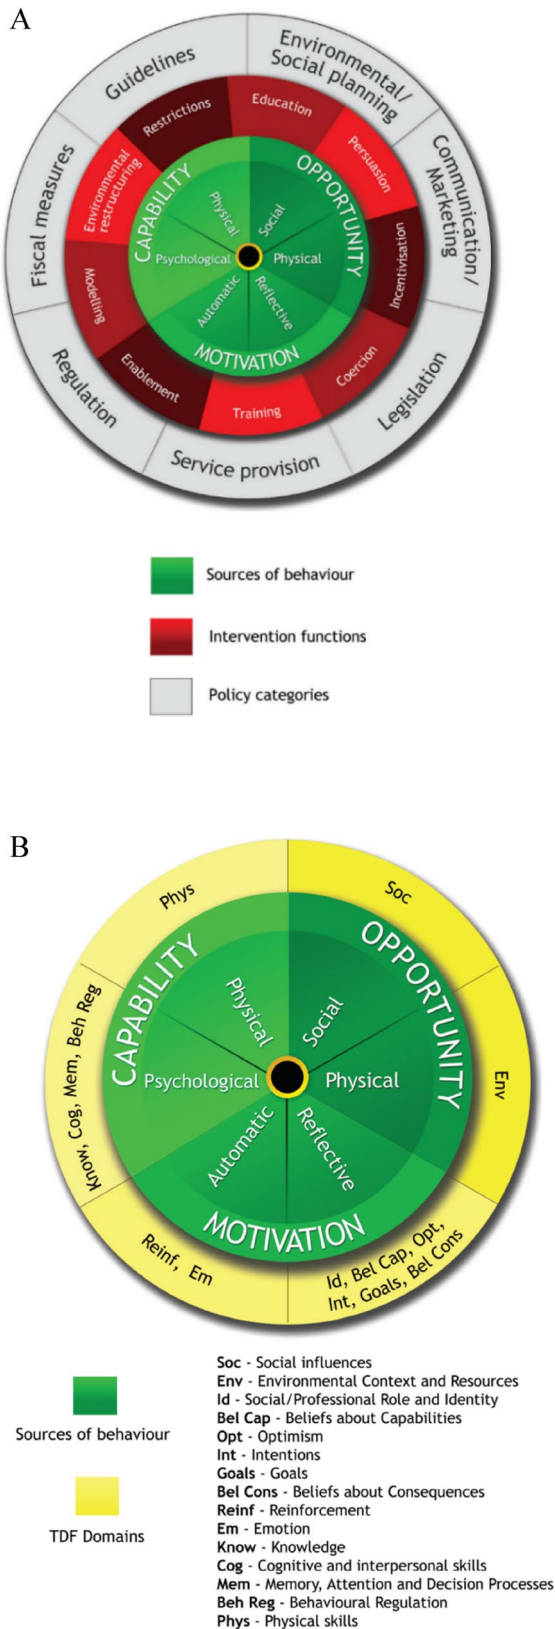 A
Guidelines
Environmental/
Social planning
Communication/
Marketing
Legislation
Service provision
Regulation
Fiscal measures
Restrictions
Education
Persuasion
Incentivisation
Coercion
Training
Enablement
Modelling
Environmental
restructuring
CAPABILITY
OPPORTUNITY
MOTIVATION
Physical
Social
Psychological
Physical
Automatic
Reflective
Sources of behaviour
Intervention functions
Policy categories
B
Phys
Soc
Env
Id, Bel Cap, Opt,
Int, Goals, Bel Cons
Reinf, Em
Know, Cog, Mem, Beh Reg
CAPABILITY
OPPORTUNITY
MOTIVATION
Physical
Social
Psychological
Physical
Automatic
Reflective
Sources of behaviour
TDF Domains
Soc - Social influences
Env - Environmental Context and Resources
Id - Social/Professional Role and Identity
Bel Cap - Beliefs about Capabilities
Opt - Optimism
Int - Intentions
Goals - Goals
Bel Cons - Beliefs about Consequences
Reinf - Reinforcement
Em - Emotion
Know - Knowledge
Cog - Cognitive and interpersonal skills
Mem - Memory, Attention and Decision Processes
Beh Reg - Behavioural Regulation
Phys - Physical skills